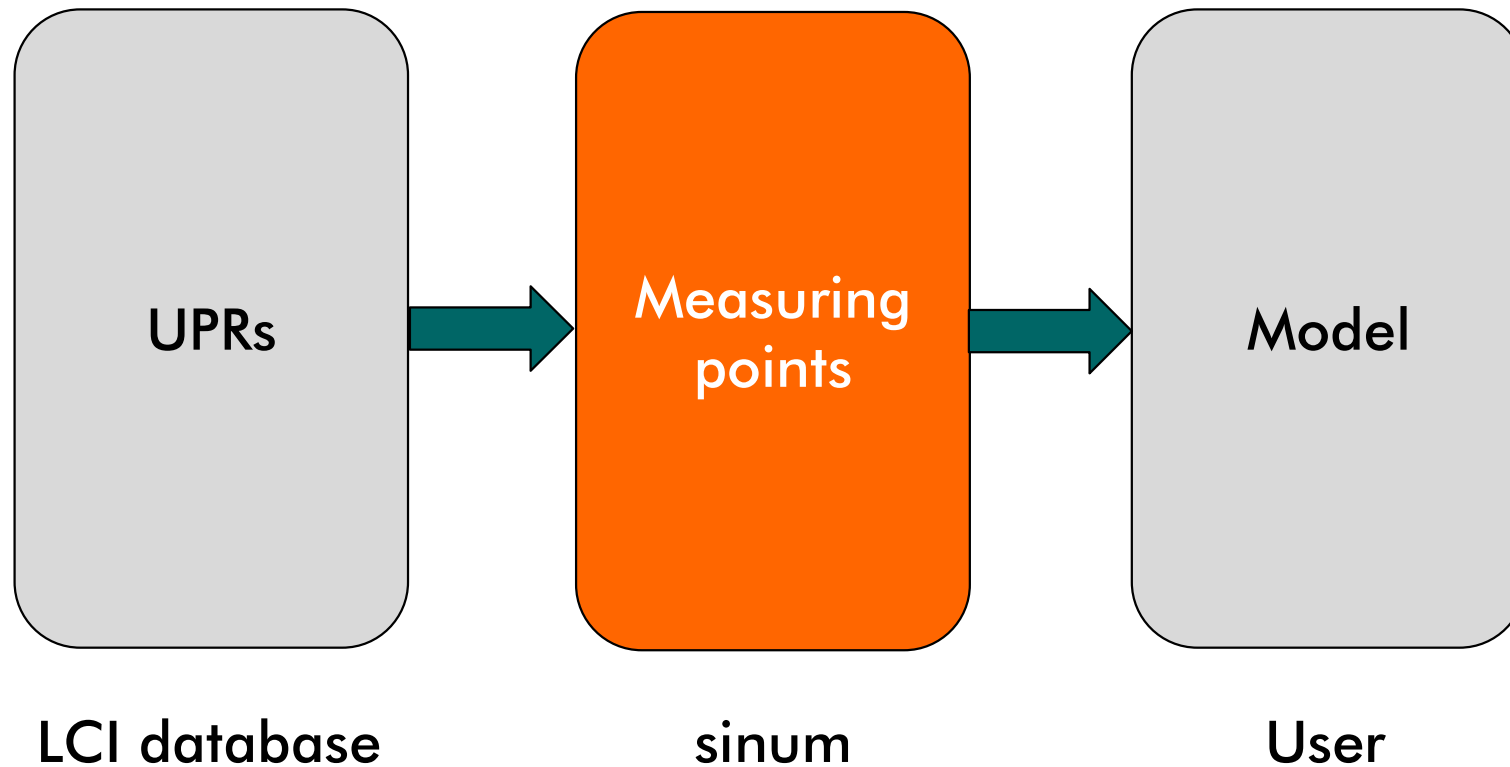 UPRs
Measuring
points
Model
LCI database
sinum
User